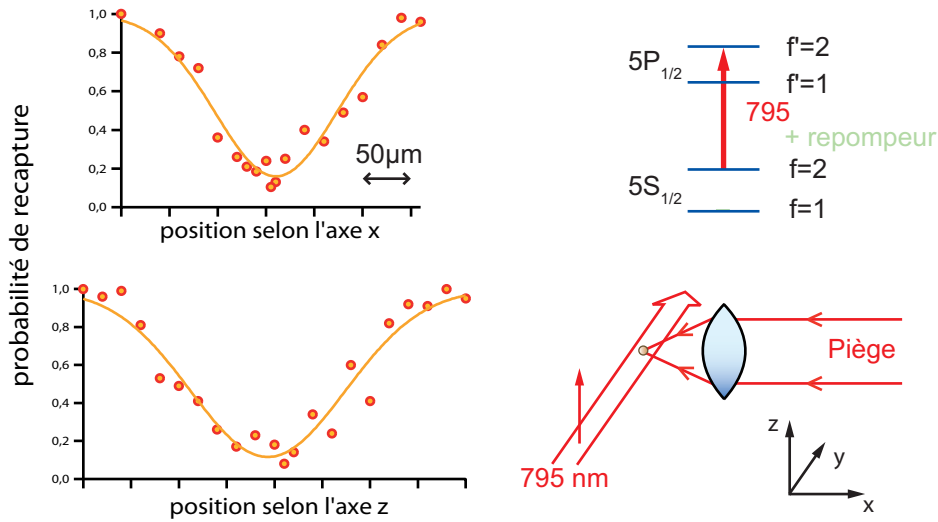 probabilité de recapture
1,0
0,8
0,6
0,4
0,2
0,0
50µm
position selon l'axe x
1,0
0,8
0,6
0,4
0,2
0,0
position selon l'axe z
5P1/2
f'=2
f'=1
795
+ repompeur
5S1/2
f=2
f=1
Piège
795 nm
z
y
x